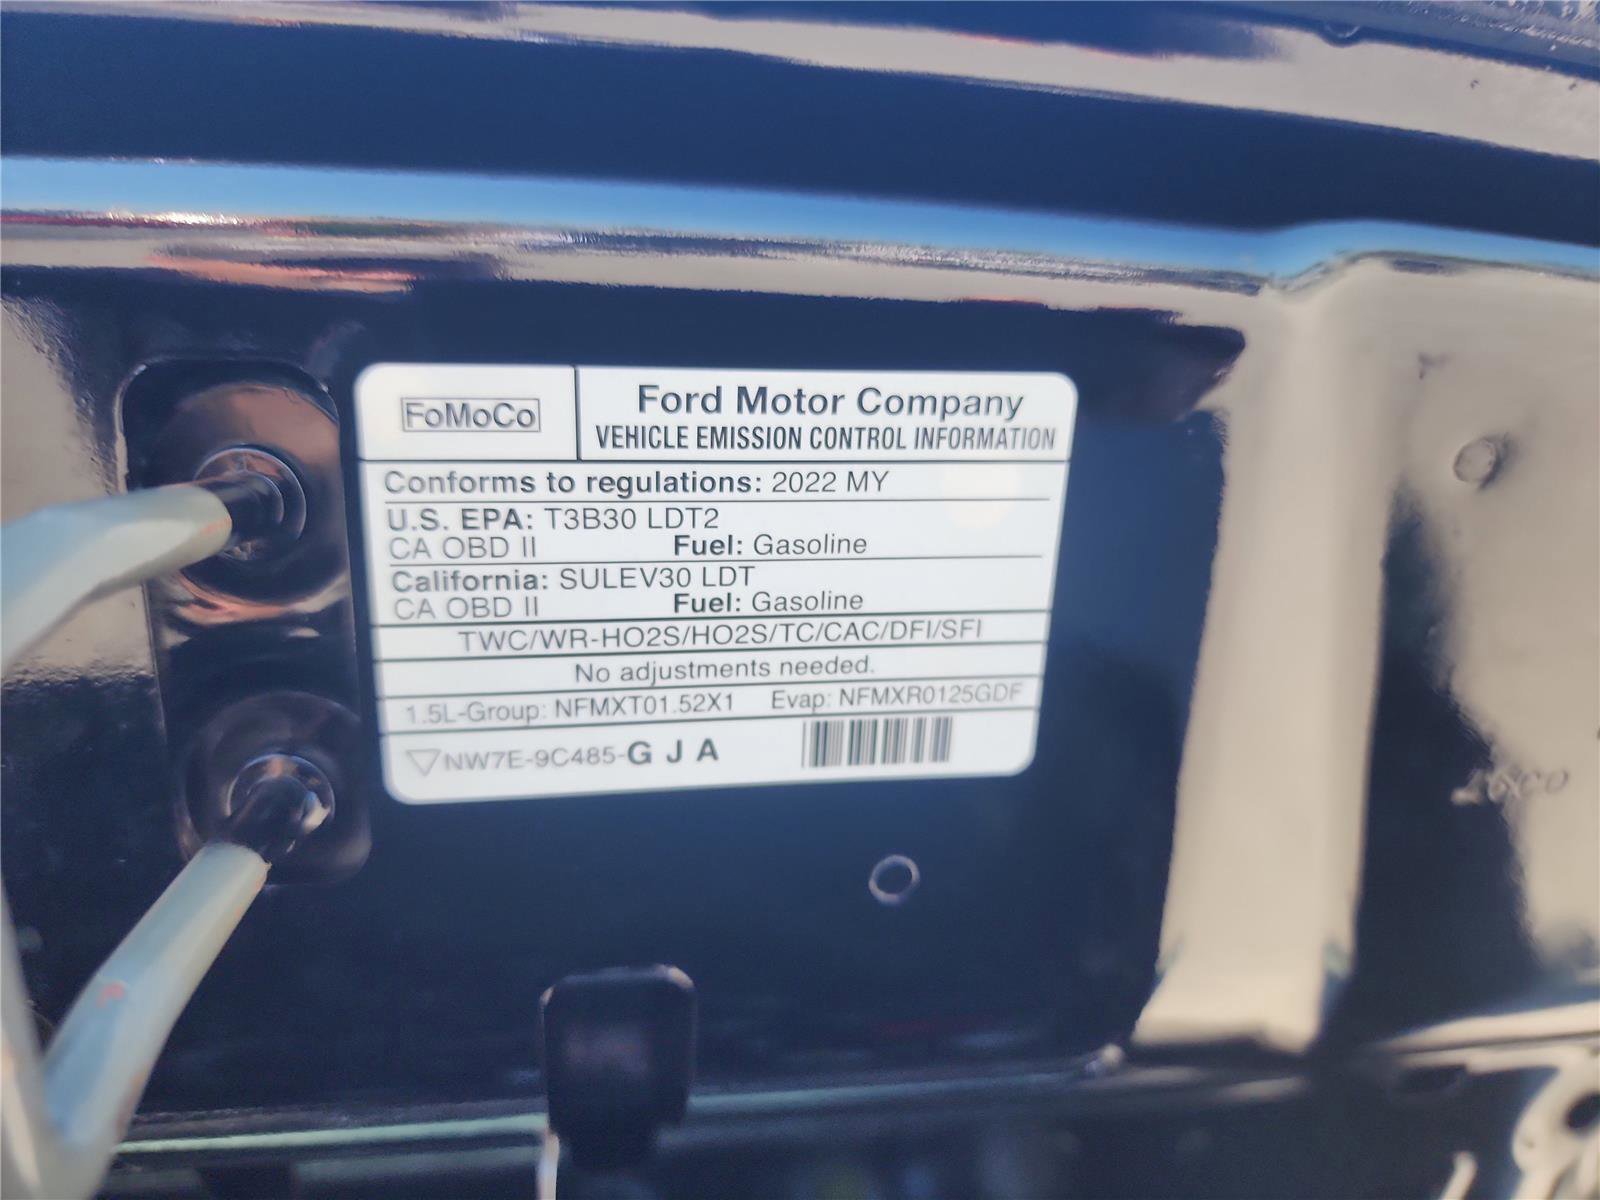 FoMoCo
Ford Motor Company
VEHICLE EMISSION CONTROL INFORMATION
Conforms to regulations: 2022 MY
U.S. EPA: T3B30 LDT2
CA OBD II Fuel: Gasoline
California: SULEV30 LDT
CA OBD II Fuel: Gasoline
TWC/WR-HO2S/HO2S/TC/CAC/DFI/SFI
No adjustments needed.
1.5L-Group: NFMXT01.52X1 Evap: NFMXR0125GDF
NW7E-9C485-G J A